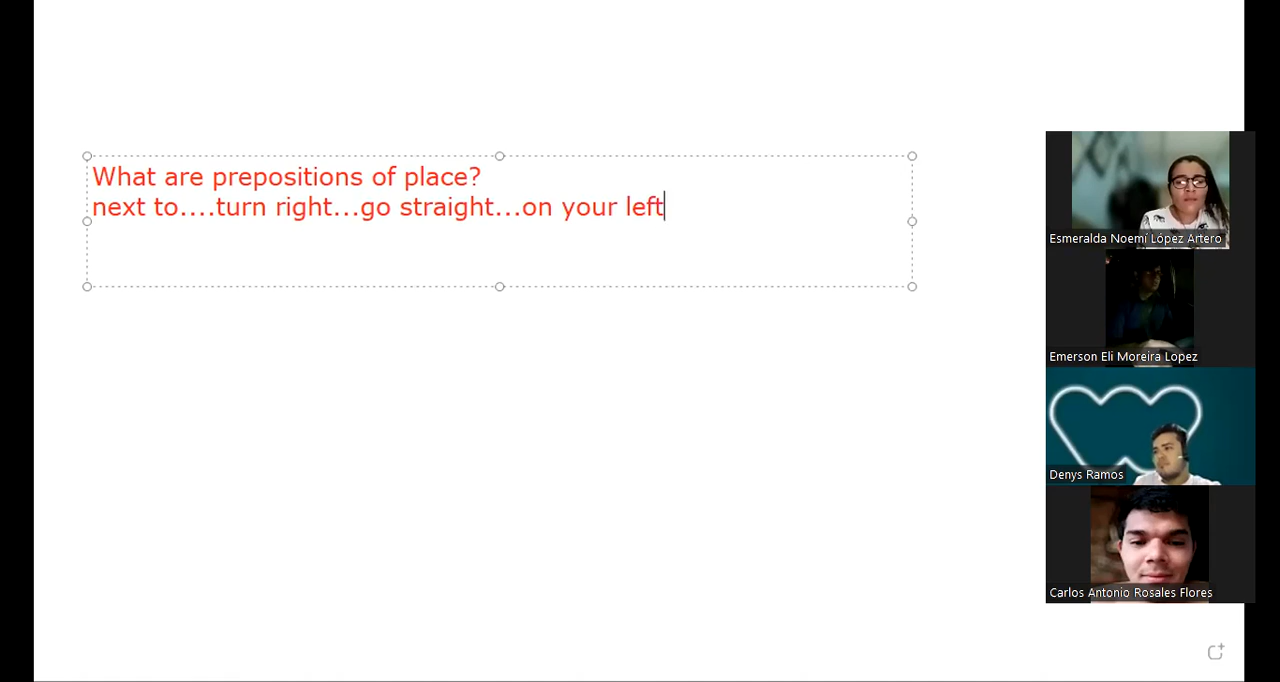 What are prepositions of place?
next to....turn right...go straight...on your left
Esmeralda Noemí López Artero
Emerson Eli Moreira Lopez
Denys Ramos
Carlos Antonio Rosales Flores